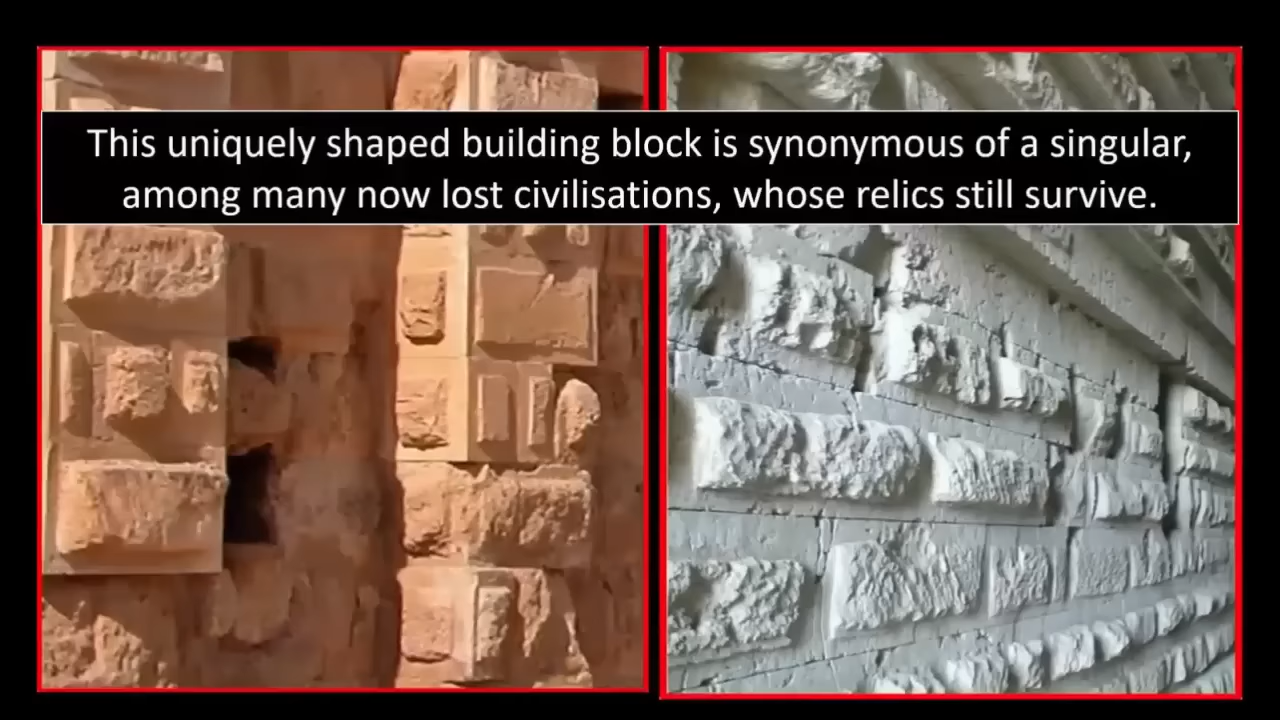 This uniquely shaped building block is synonymous of a singular,
among many now lost civilisations, whose relics still survive.